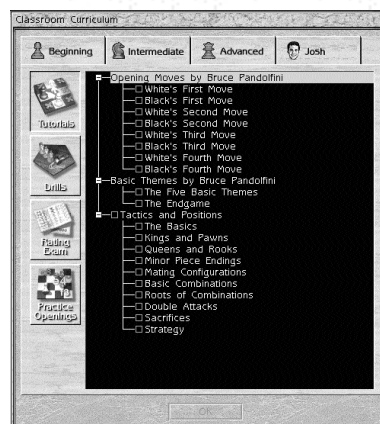 Classroom Curriculum
Beginning
Intermediate
Advanced
Josh
Tutorials
Drills
Rating
Exam
Practice
Openings
Opening Moves by Bruce Pandolfini
White's First Move
Black's First Move
White's Second Move
Black's Second Move
White's Third Move
Black's Third Move
White's Fourth Move
Basic Themes by Bruce Pandolfini
The Five Basic Themes
The Endgame
Tactics and Positions
The Basics
Kings and Pawns
Queens and Rooks
Minor Piece Endings
Mating Configurations
Basic Combinations
Roots of Combinations
Double Attacks
Sacrifices
Strategy
OK